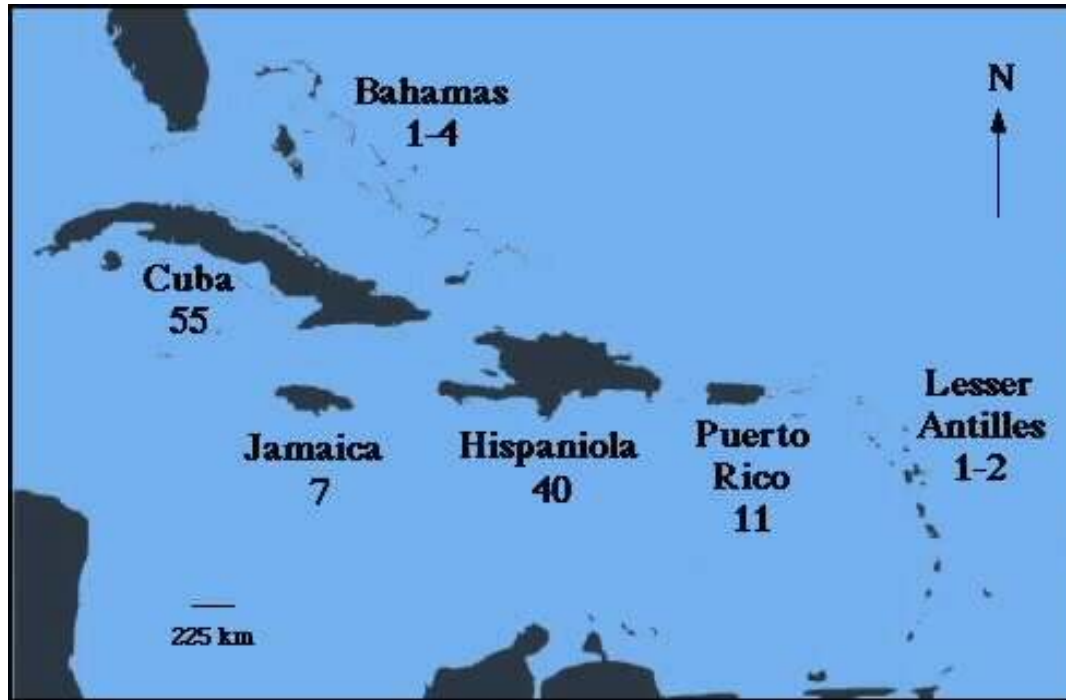 N
Bahamas
1-4
Cuba
55
Lesser
Antilles
1-2
Jamaica
7
Hispaniola
40
Puerto
Rico
11
225 km